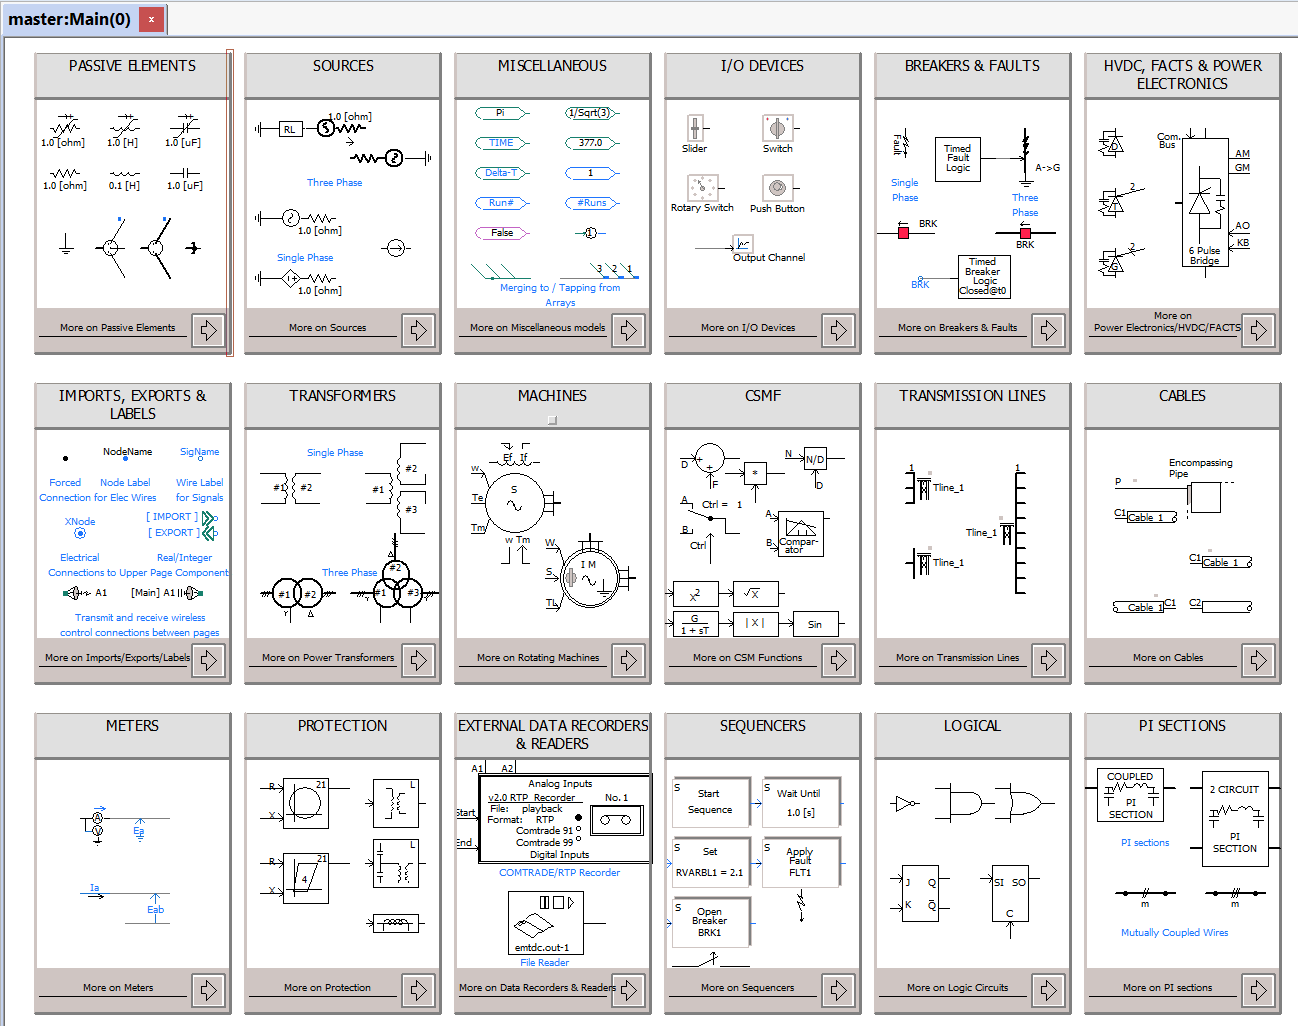 master:Main(0)
x
PASSIVE ELEMENTS
1.0 [ohm]
1.0 [H]
1.0 [uF]
1.0 [ohm]
0.1 [H]
1.0 [uF]
More on Passive Elements
SOURCES
1.0 [ohm]
RL
Three Phase
1.0 [ohm]
Single Phase
1.0 [ohm]
More on Sources
MISCELLANEOUS
Pi
1/Sqrt(3)
TIME
377.0
Delta-T
1
Run#
#Runs
False
1
3 2 1
Merging to / Tapping from
Arrays
More on Miscellaneous models
I/O DEVICES
Slider
Switch
Rotary Switch
Push Button
Output Channel
More on I/O Devices
BREAKERS & FAULTS
Fault
Timed
Fault
Logic
A->G
Single
Phase
Three
Phase
BRK
BRK
BRK
Timed
Breaker
Logic
Closed@t0
More on Breakers & Faults
HVDC, FACTS & POWER
ELECTRONICS
D
2
T
2
G
Com.
Bus
AM
GM
AO
KB
6 Pulse
Bridge
More on
Power Electronics/HVDC/FACTS
IMPORTS, EXPORTS &
LABELS
NodeName
SigName
Forced
Connection for Elec Wires
Node Label
Wire Label
for Signals
XNode
[ IMPORT ]
[ EXPORT ]
Electrical
Real/Integer
Connections to Upper Page Component
A1
[Main] A1
Transmit and receive wireless
control connections between pages
More on Imports/Exports/Labels
TRANSFORMERS
Single Phase
#1
#2
#1
#2
#3
Three Phase
#1
#2
#2
#1
#3
Y
Δ
Δ
More on Power Transformers
MACHINES
Ef If
w
S
Te
Tm
w Tm
W
I M
S
TL
More on Rotating Machines
CSMF
D
+
+
F
*
N
N/D
D
A
Ctrl = 1
B
Ctrl
A
B
Compar-
ator
X2
√X
G
1 + sT
| X |
Sin
More on CSM Functions
TRANSMISSION LINES
1
Tline_1
1
Tline_1
Tline_1
More on Transmission Lines
CABLES
Encompassing
Pipe
P
C1
Cable_1
C1
Cable_1
Cable_1
C1
C2
More on Cables
METERS
A
V
Ea
Ia
Eab
More on Meters
PROTECTION
R
21
X
L
R
21
X
4
L
More on Protection
EXTERNAL DATA RECORDERS
& READERS
A1
A2
Analog Inputs
v2.0 RTP Recorder
No. 1
File: playback
Format: RTP
Start
Comtrade 91
Comtrade 99
End
Digital Inputs
COMTRADE/RTP Recorder
emtdc.out-1
File Reader
More on Data Recorders & Readers
SEQUENCERS
S
Start
Sequence
S
Wait Until
1.0 [s]
S
Set
RVARBL1 = 2.1
S
Apply
Fault
FLT1
S
Open
Breaker
BRK1
More on Sequencers
LOGICAL
J Q
K Q̅
SI SO
C
More on Logic Circuits
PI SECTIONS
COUPLED
PI
SECTION
2 CIRCUIT
PI
SECTION
PI sections
m
m
Mutually Coupled Wires
More on PI sections